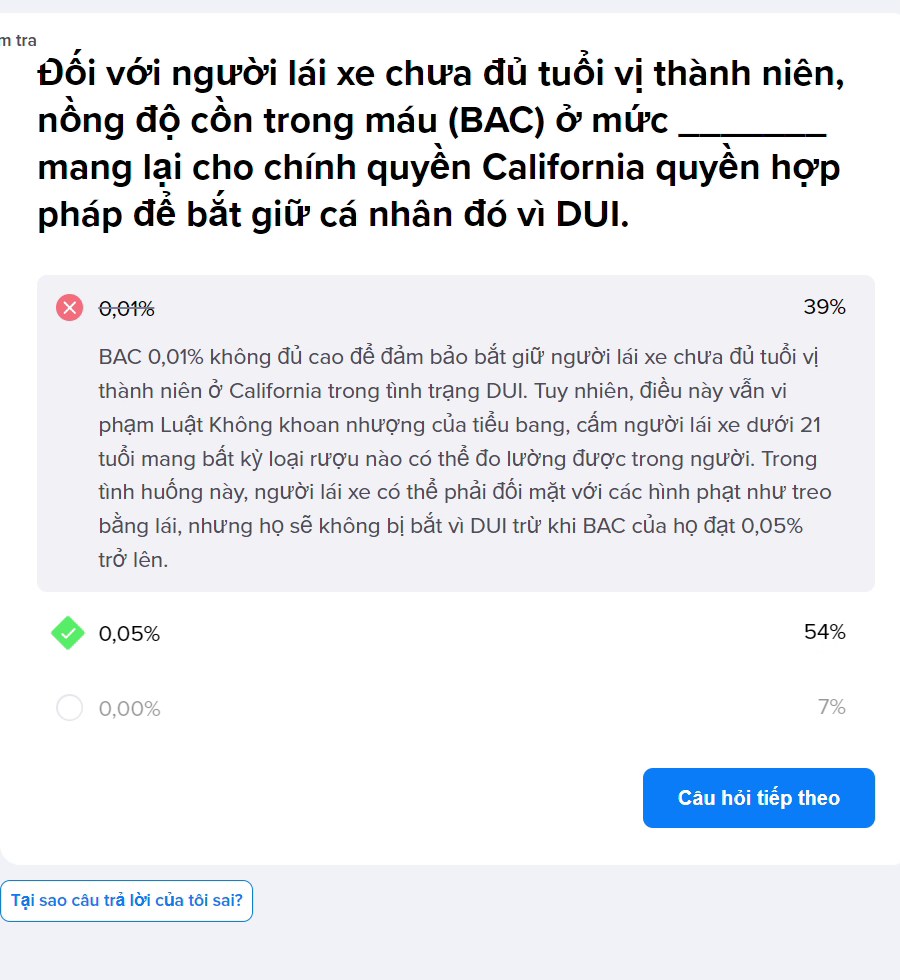 m tra
Đối với người lái xe chưa đủ tuổi vị thành niên,
nồng độ cồn trong máu (BAC) ở mức _______
mang lại cho chính quyền California quyền hợp
pháp để bắt giữ cá nhân đó vì DUI.
0,01%
39%
BAC 0,01% không đủ cao để đảm bảo bắt giữ người lái xe chưa đủ tuổi vị
thành niên ở California trong tình trạng DUI. Tuy nhiên, điều này vẫn vi
phạm Luật Không khoan nhượng của tiểu bang, cấm người lái xe dưới 21
tuổi mang bất kỳ loại rượu nào có thể đo lường được trong người. Trong
tình huống này, người lái xe có thể phải đối mặt với các hình phạt như treo
bằng lái, nhưng họ sẽ không bị bắt vì DUI trừ khi BAC của họ đạt 0,05%
trở lên.
0,05%
54%
0,00%
7%
Câu hỏi tiếp theo
Tại sao câu trả lời của tôi sai?